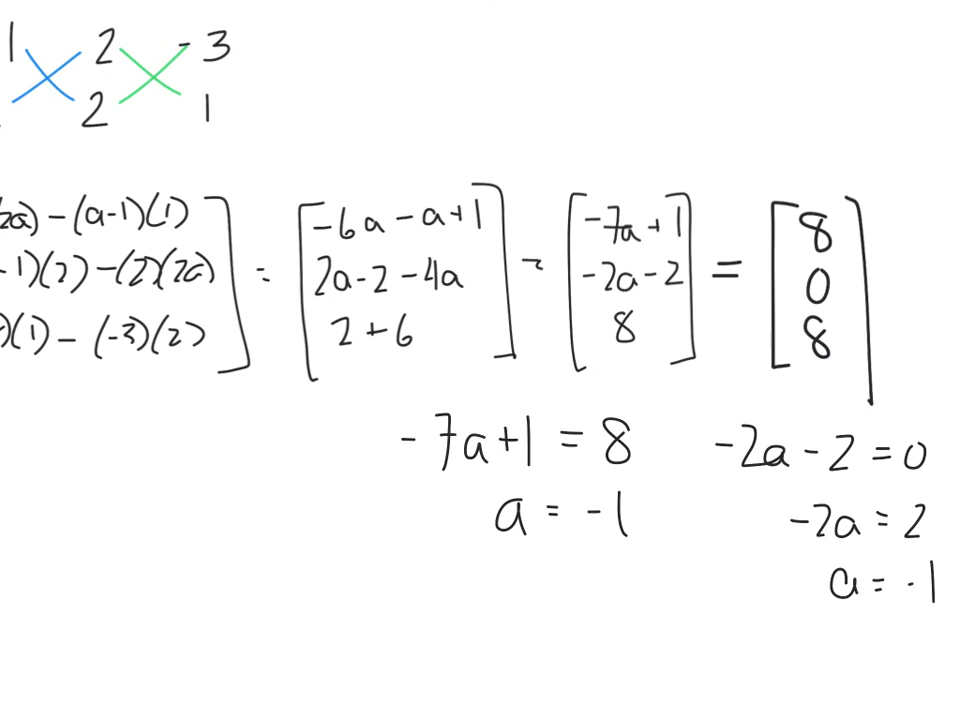 1 2 -3
2 1
2a) - (a-1)(1)
-1)(2) - (2)(2a)
)(1) - (-3)(2)
=
-6a - a + 1
2a - 2 - 4a
2 + 6
=
-7a + 1
-2a - 2
8
=
8
0
8
-7a + 1 = 8
a = -1
-2a - 2 = 0
-2a = 2
a = -1